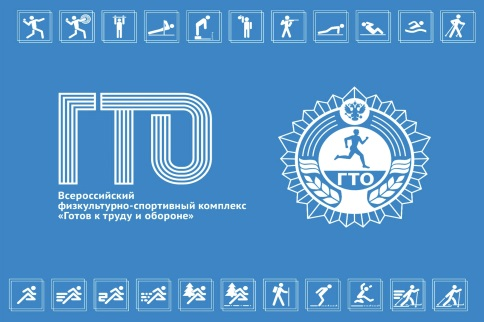 ГТО
Всероссийский
физкультурно-спортивный комплекс
«Готов к труду и обороне»
ГТО